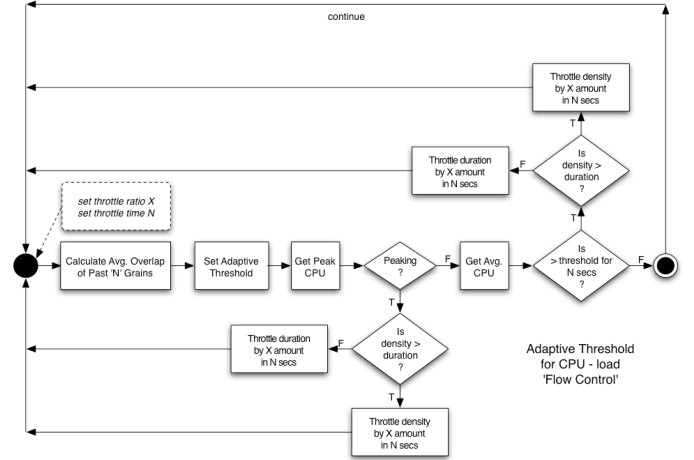 continue
Throttle density
by X amount
in N secs
T
Throttle duration
by X amount
in N secs
F
Is
density >
duration
?
T
set throttle ratio X
set throttle time N
Calculate Avg. Overlap
of Past 'N' Grains
Set Adaptive
Threshold
Get Peak
CPU
Peaking
?
F
Get Avg.
CPU
Is
> threshold for
N secs
?
F
T
Throttle duration
by X amount
in N secs
F
Is
density >
duration
?
T
Throttle density
by X amount
in N secs
Adaptive Threshold
for CPU - load
'Flow Control'